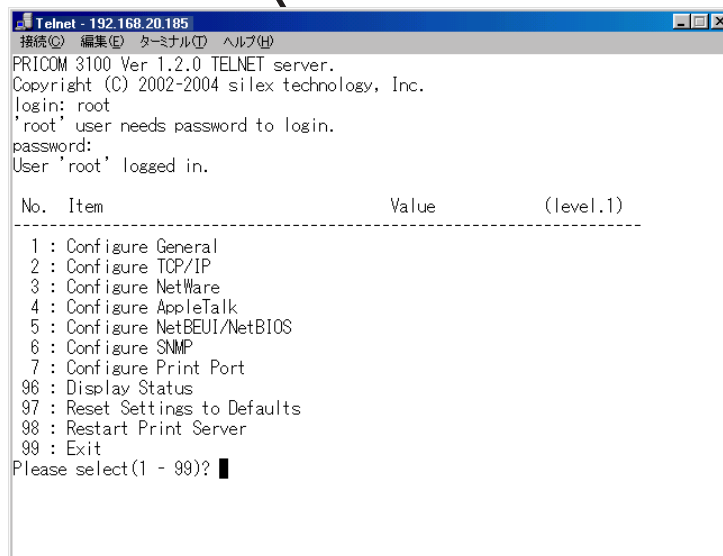 Telnet - 192.168.20.185
接続(C) 編集(E) ターミナル(T) ヘルプ(H)
PRICOM 3100 Ver 1.2.0 TELNET server.
Copyright (C) 2002-2004 silex technology, Inc.
login: root
'root' user needs password to login.
password:
User 'root' logged in.
No. Item Value (level.1)
-----------------------------------------------------------------------
1 : Configure General
2 : Configure TCP/IP
3 : Configure NetWare
4 : Configure AppleTalk
5 : Configure NetBEUI/NetBIOS
6 : Configure SNMP
7 : Configure Print Port
96 : Display Status
97 : Reset Settings to Defaults
98 : Restart Print Server
99 : Exit
Please select(1 - 99)?